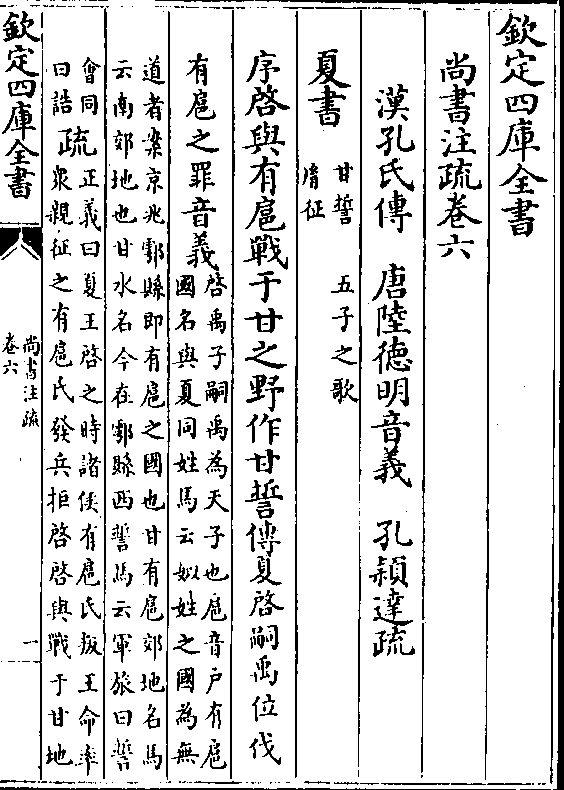 欽定四庫全書
尚書注疏卷六
漢孔氏傳　唐陸德明音義　孔穎達疏
夏書
甘誓　五子之歌
𦙍征
序啓與有扈戰于甘之野作甘誓傳夏啓嗣禹位伐
有扈之罪音義
啓禹子嗣禹為天子也扈音户有扈
國名與夏同姓馬云姒姓之國為無
道者案京兆鄠縣即有扈之國也甘有扈郊地名馬
云南郊地也甘水名今在鄠縣西誓馬云軍旅曰誓
會同
曰誥
疏
正義曰夏王啓之時諸侯有扈氏叛王命率
衆親征之有扈氏發兵拒啓啓與戰于甘地
欽定四庫全書
尚書注疏
卷六
一